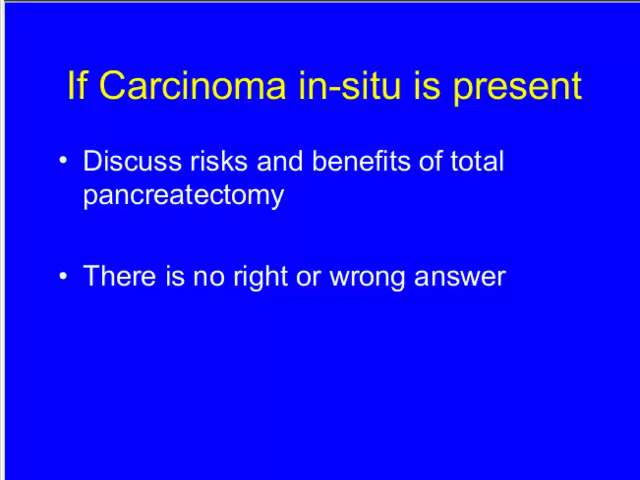 If Carcinoma in-situ is present
• Discuss risks and benefits of total
pancreatectomy
• There is no right or wrong answer